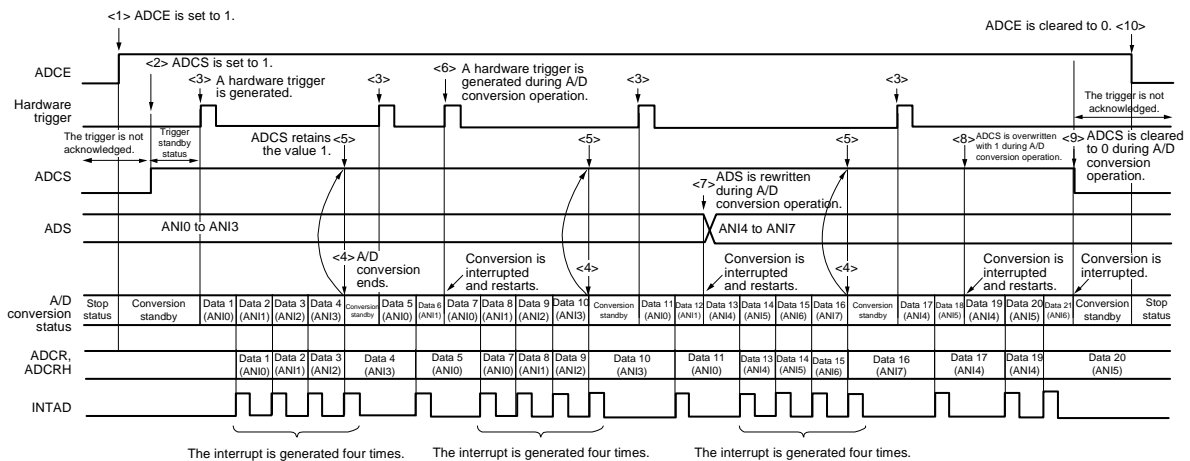 <1> ADCE is set to 1.
ADCE is cleared to 0. <10>
ADCE
<2> ADCS is set to 1.
<3> A hardware trigger
is generated.
<3>
<6> A hardware trigger is
generated during A/D
conversion operation.
<3>
<3>
The trigger is not
acknowledged.
Hardware
trigger
The trigger is not
acknowledged.
Trigger
standby
status
ADCS retains
the value 1.
<5>
<5>
<5>
<8> ADCS is overwritten
with 1 during A/D
conversion operation.
<9> ADCS is cleared
to 0 during A/D
conversion
operation.
ADCS
<7> ADS is rewritten
during A/D
conversion operation.
ADS
ANI0 to ANI3
ANI4 to ANI7
<4> A/D
conversion
ends.
Conversion is
interrupted
and restarts.
<4>
Conversion is
interrupted
and restarts.
<4>
Conversion is
interrupted
and restarts.
Conversion is
interrupted.
A/D
conversion
status
Stop
status
Conversion
standby
Data 1
(ANI0)
Data 2
(ANI1)
Data 3
(ANI2)
Data 4
(ANI3)
Conversion
standby
Data 5
(ANI0)
Data 6
(ANI1)
Data 7
(ANI0)
Data 8
(ANI1)
Data 9
(ANI2)
Data 10
(ANI3)
Conversion
standby
Data 11
(ANI0)
Data 12
(ANI1)
Data 13
(ANI4)
Data 14
(ANI5)
Data 15
(ANI6)
Data 16
(ANI7)
Conversion
standby
Data 17
(ANI4)
Data 18
(ANI5)
Data 19
(ANI4)
Data 20
(ANI5)
Data 21
(ANI6)
Conversion
standby
Stop
status
ADCR,
ADCRH
Data 1
(ANI0)
Data 2
(ANI1)
Data 3
(ANI2)
Data 4
(ANI3)
Data 5
(ANI0)
Data 7
(ANI0)
Data 8
(ANI1)
Data 9
(ANI2)
Data 10
(ANI3)
Data 11
(ANI0)
Data 13
(ANI4)
Data 14
(ANI5)
Data 15
(ANI6)
Data 16
(ANI7)
Data 17
(ANI4)
Data 19
(ANI4)
Data 20
(ANI5)
INTAD
The interrupt is generated four times.
The interrupt is generated four times.
The interrupt is generated four times.